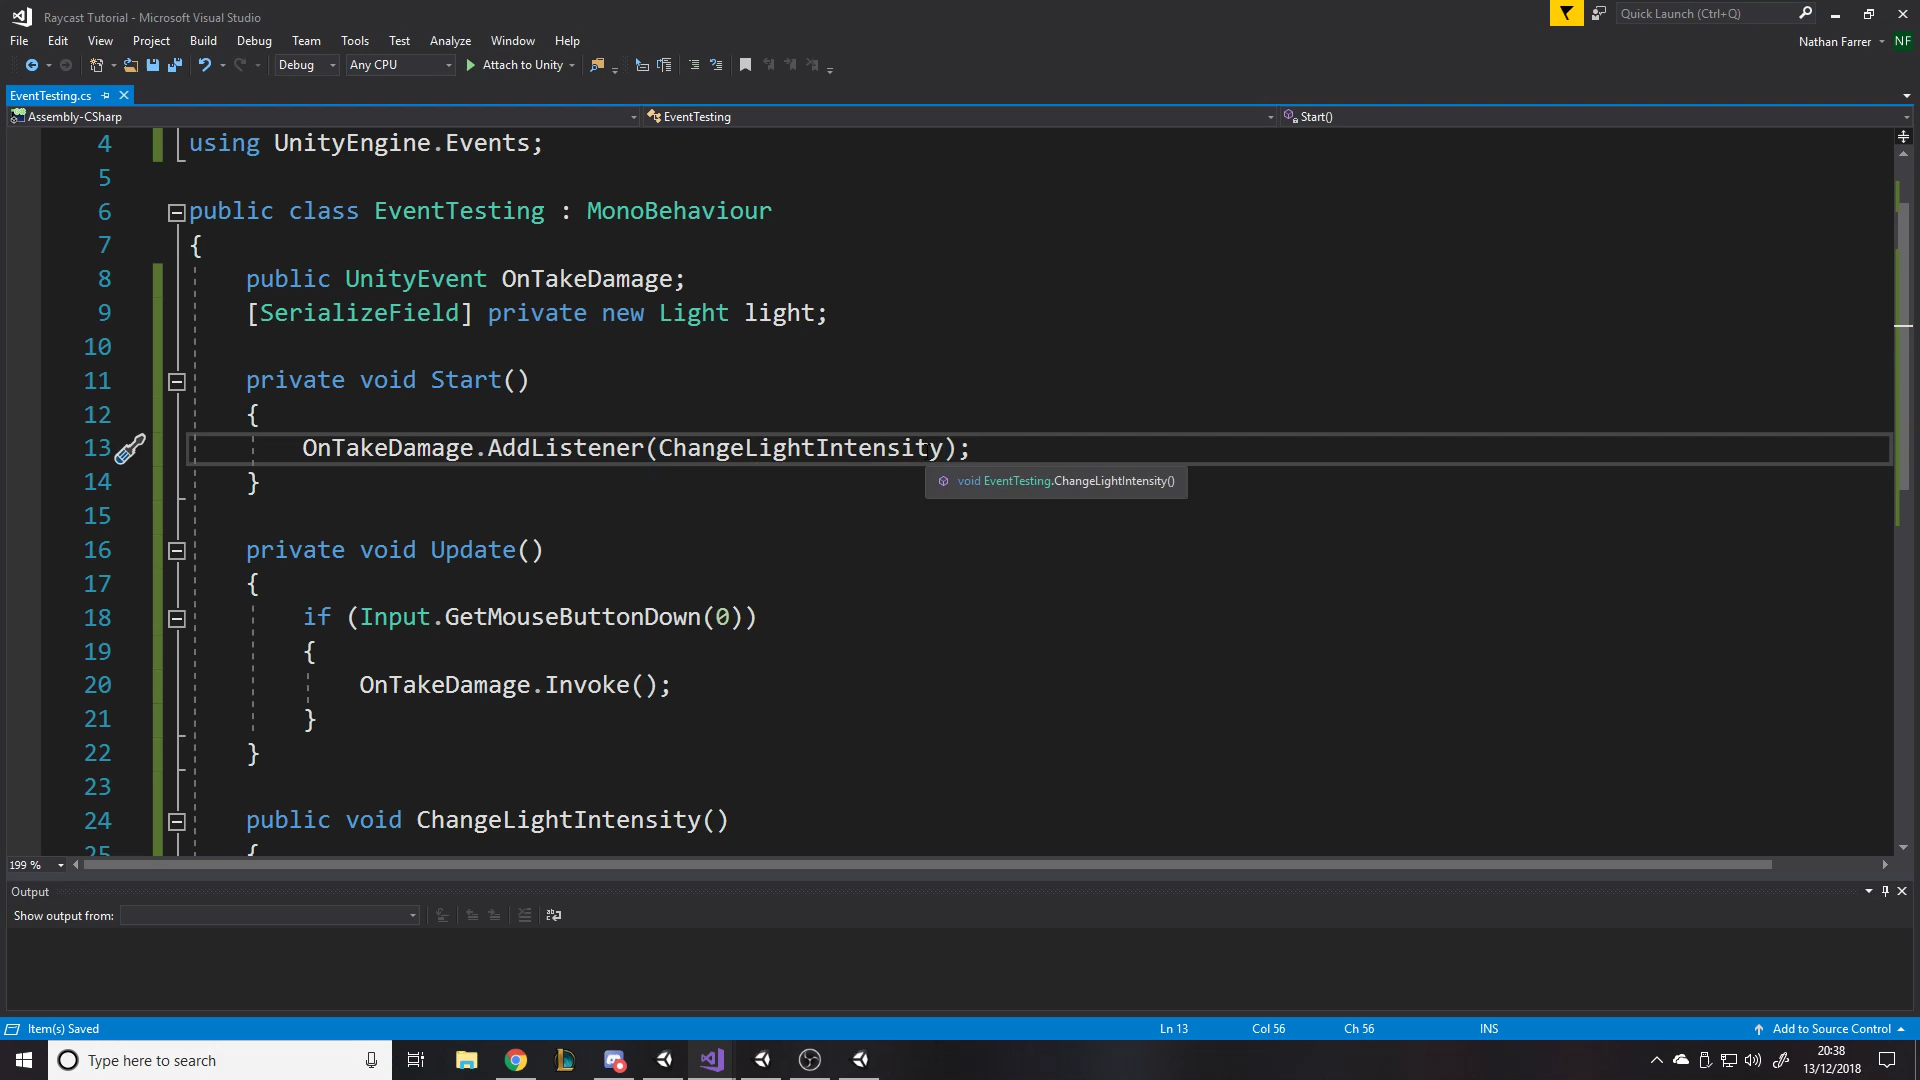 Raycast Tutorial - Microsoft Visual Studio
Quick Launch (Ctrl+Q)
File Edit View Project Build Debug Team Tools Test Analyze Window Help
Nathan Farrer NF
Debug Any CPU Attach to Unity
EventTesting.cs
Assembly-CSharp EventTesting Start()
4 using UnityEngine.Events;
5
6 public class EventTesting : MonoBehaviour
7 {
8 public UnityEvent OnTakeDamage;
9 [SerializeField] private new Light light;
10
11 private void Start()
12 {
13 OnTakeDamage.AddListener(ChangeLightIntensity);
void EventTesting.ChangeLightIntensity()
14 }
15
16 private void Update()
17 {
18 if (Input.GetMouseButtonDown(0))
19 {
20 OnTakeDamage.Invoke();
21 }
22 }
23
24 public void ChangeLightIntensity()
25 {
199 %
Output
Show output from:
Item(s) Saved Ln 13 Col 56 Ch 56 INS Add to Source Control
Type here to search
20:38
13/12/2018